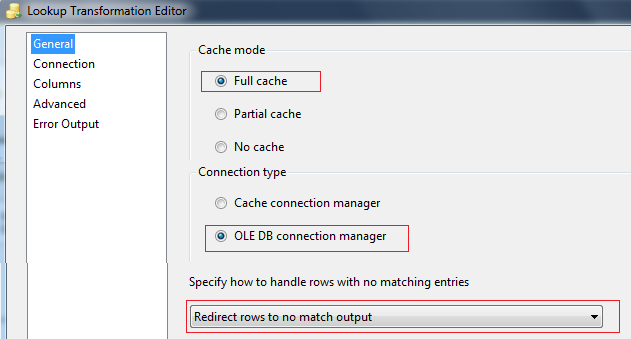 Lookup Transformation Editor
General
Connection
Columns
Advanced
Error Output
Cache mode
Full cache
Partial cache
No cache
Connection type
Cache connection manager
OLE DB connection manager
Specify how to handle rows with no matching entries
Redirect rows to no match output